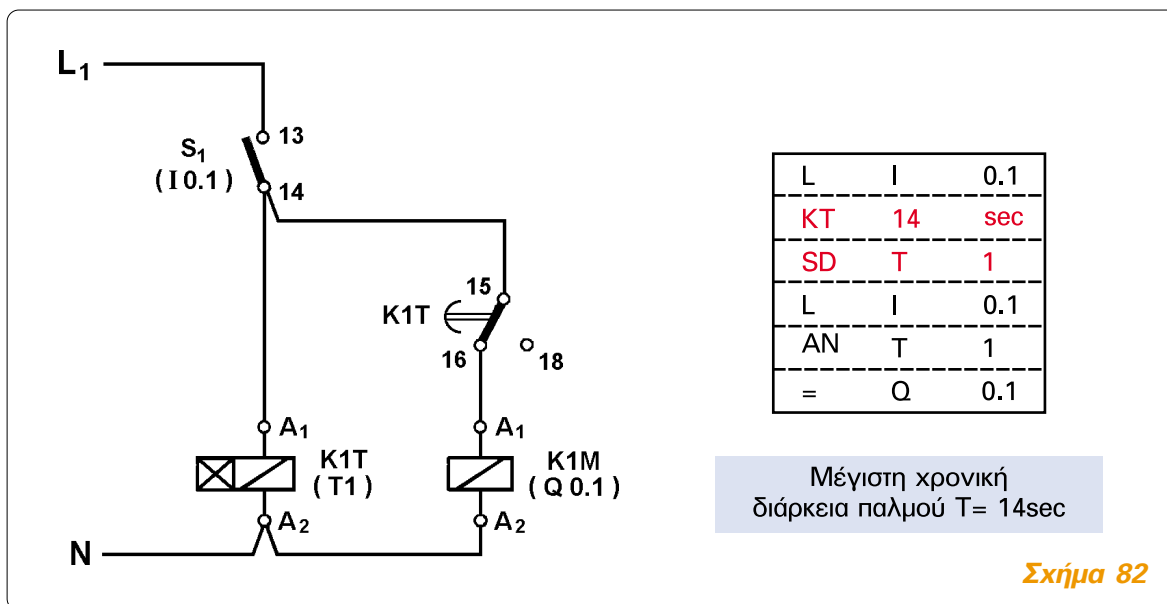 L1
S1
(I 0.1)
13
14
15
K1T
16
18
A1
K1T
(T1)
A2
A1
K1M
(Q 0.1)
A2
N
L I 0.1
KT 14 sec
SD T 1
L I 0.1
AN T 1
= Q 0.1
Μέγιστη χρονική
διάρκεια παλμού T= 14sec
Σχήμα 82